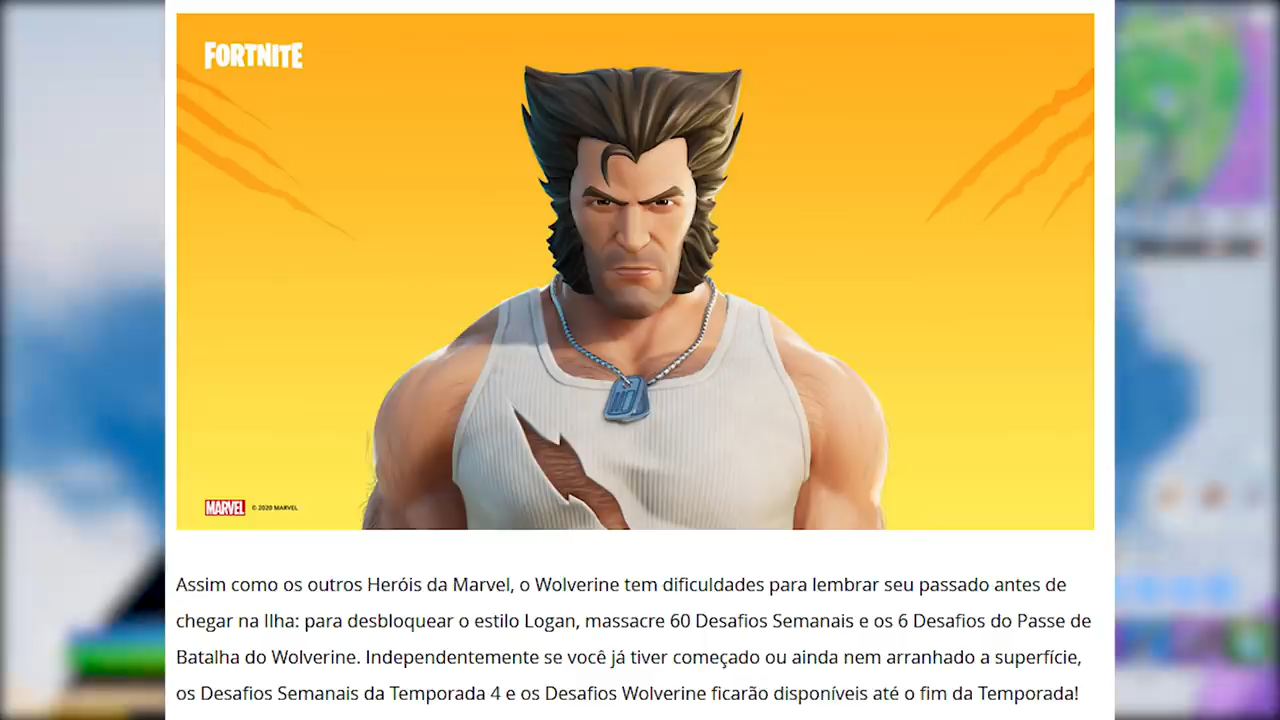 FORTNITE
MARVEL © 2020 MARVEL
Assim como os outros Heróis da Marvel, o Wolverine tem dificuldades para lembrar seu passado antes de
chegar na Ilha: para desbloquear o estilo Logan, massacre 60 Desafios Semanais e os 6 Desafios do Passe de
Batalha do Wolverine. Independentemente se você já tiver começado ou ainda nem arranhado a superfície,
os Desafios Semanais da Temporada 4 e os Desafios Wolverine ficarão disponíveis até o fim da Temporada!